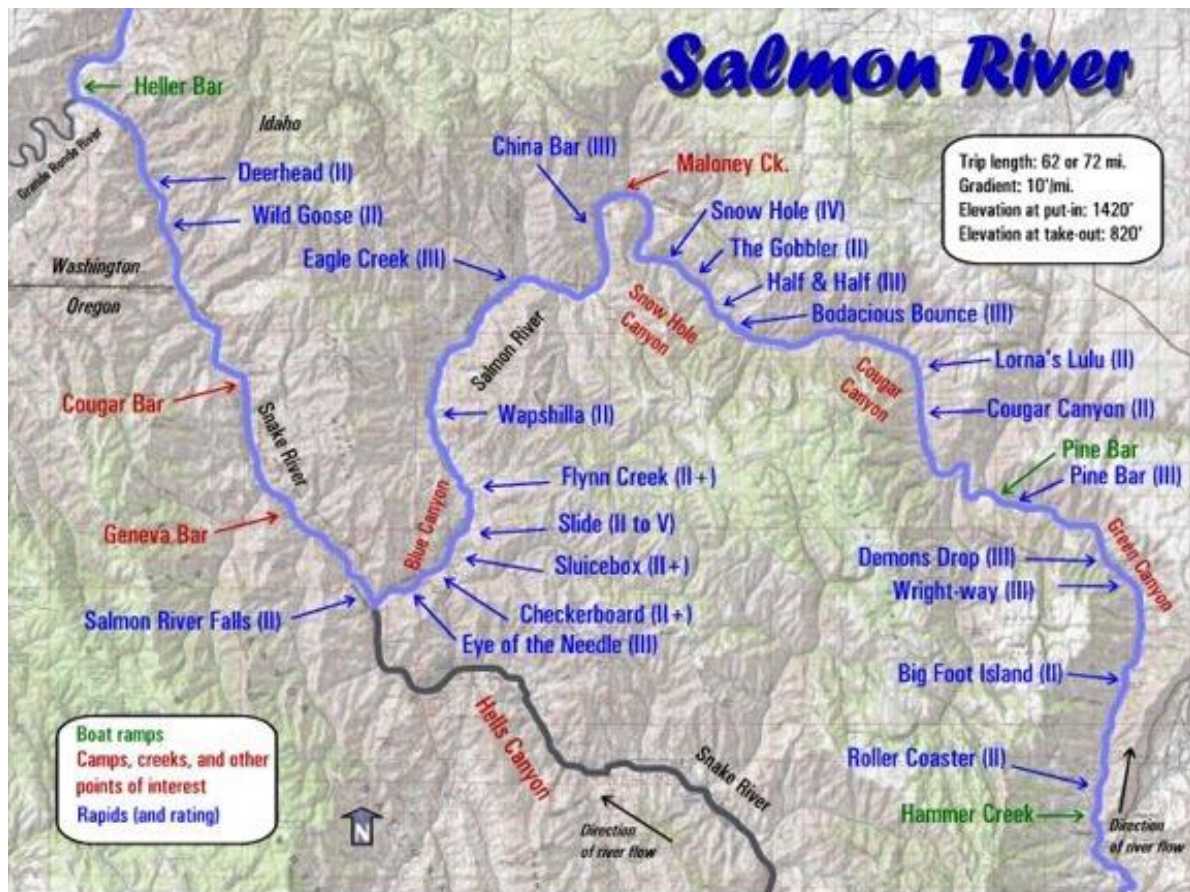 Salmon River
Heller Bar
Idaho
Grande Ronde River
Deerhead (II)
Wild Goose (II)
Washington
Oregon
China Bar (III)
Maloney Ck.
Trip length: 62 or 72 mi.
Gradient: 10'/mi.
Elevation at put-in: 1420'
Elevation at take-out: 820'
Snow Hole (IV)
The Gobbler (II)
Eagle Creek (III)
Half & Half (III)
Bodacious Bounce (III)
Snow Hole
Canyon
Salmon River
Lorna's Lulu (II)
Cougar
Canyon
Cougar Canyon (II)
Cougar Bar
Snake River
Wapshilla (II)
Pine Bar
Pine Bar (III)
Flynn Creek (II+)
Geneva Bar
Blue Canyon
Slide (II to V)
Green Canyon
Demons Drop (III)
Sluicebox (II+)
Wright-way (III)
Salmon River Falls (II)
Checkerboard (II+)
Eye of the Needle (III)
Big Foot Island (II)
Hells Canyon
Snake River
Roller Coaster (II)
Hammer Creek
Boat ramps
Camps, creeks, and other
points of interest
Rapids (and rating)
N
Direction
of river flow
Direction
of river flow